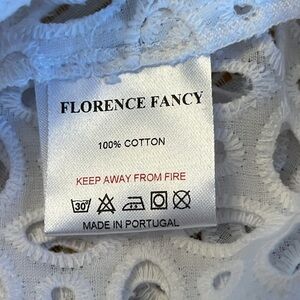 FLORENCE FANCY
100% COTTON
KEEP AWAY FROM FIRE
30°
MADE IN PORTUGAL